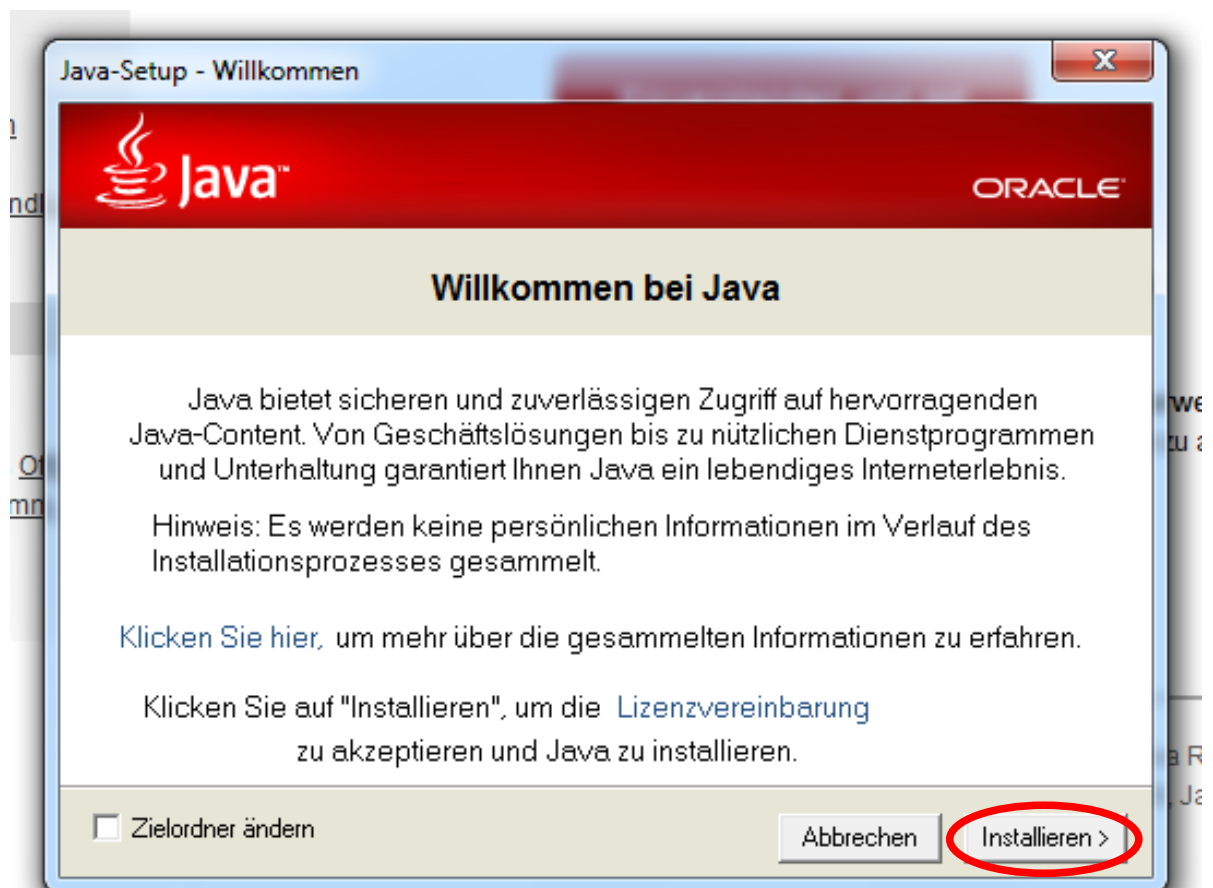 Java-Setup - Willkommen
Java™
ORACLE
Willkommen bei Java
Java bietet sicheren und zuverlässigen Zugriff auf hervorragenden
Java-Content. Von Geschäftslösungen bis zu nützlichen Dienstprogrammen
und Unterhaltung garantiert Ihnen Java ein lebendiges Interneterlebnis.
Hinweis: Es werden keine persönlichen Informationen im Verlauf des
Installationsprozesses gesammelt.
Klicken Sie hier, um mehr über die gesammelten Informationen zu erfahren.
Klicken Sie auf "Installieren", um die Lizenzvereinbarung
zu akzeptieren und Java zu installieren.
Zielordner ändern
Abbrechen
Installieren >